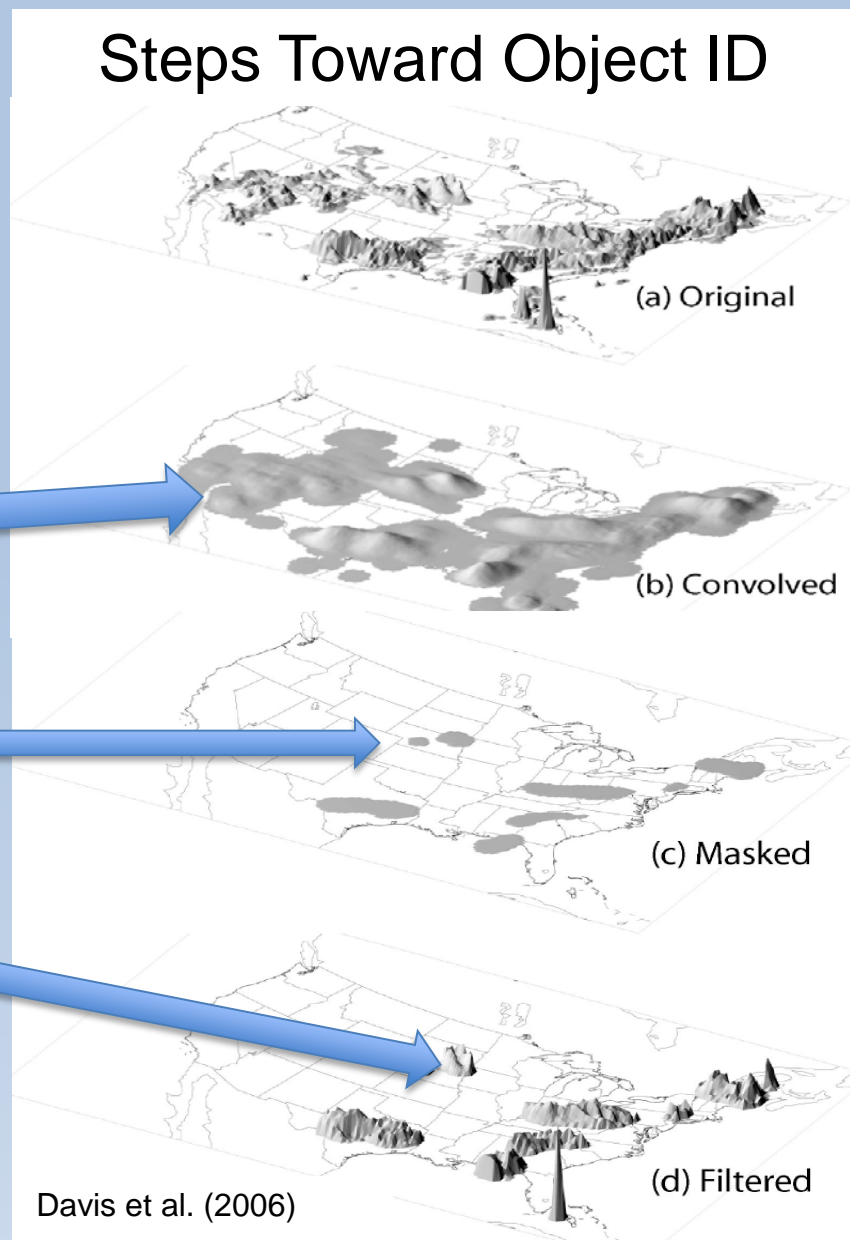 Steps Toward Object ID
(a) Original
(b) Convolved
(c) Masked
(d) Filtered
Davis et al. (2006)